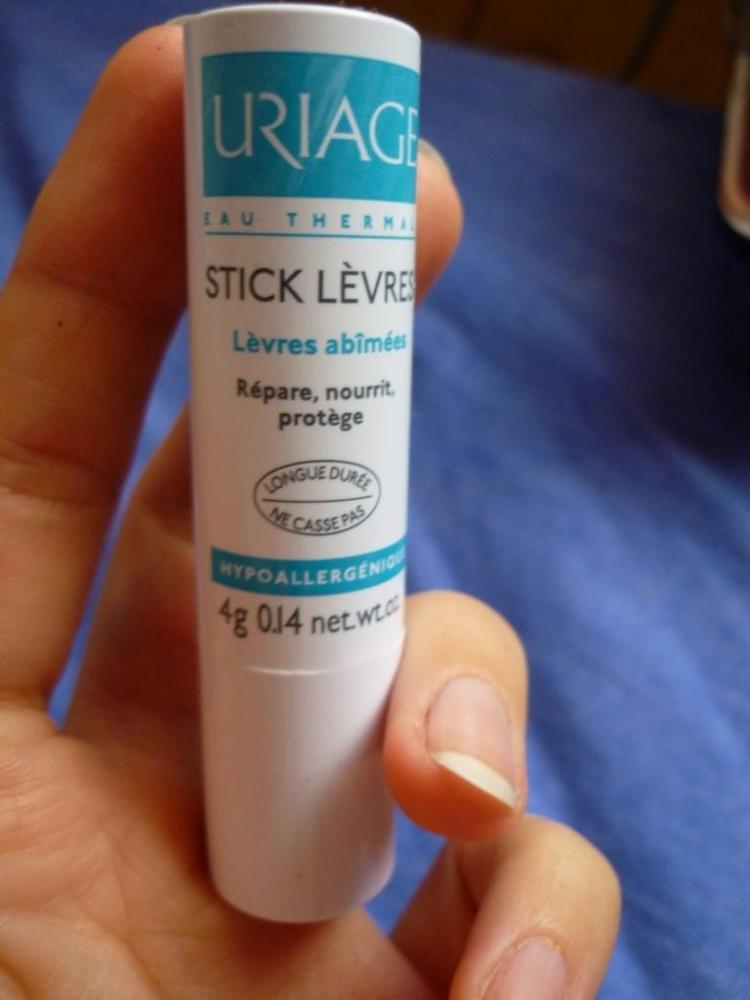 URIAGE
EAU THERMAL
STICK LÈVRES
Lèvres abîmées
Répare, nourrit,
protège
LONGUE DURÉE
NE CASSE PAS
HYPOALLERGÉNIQUE
4g 0.14 net.wt.oz.